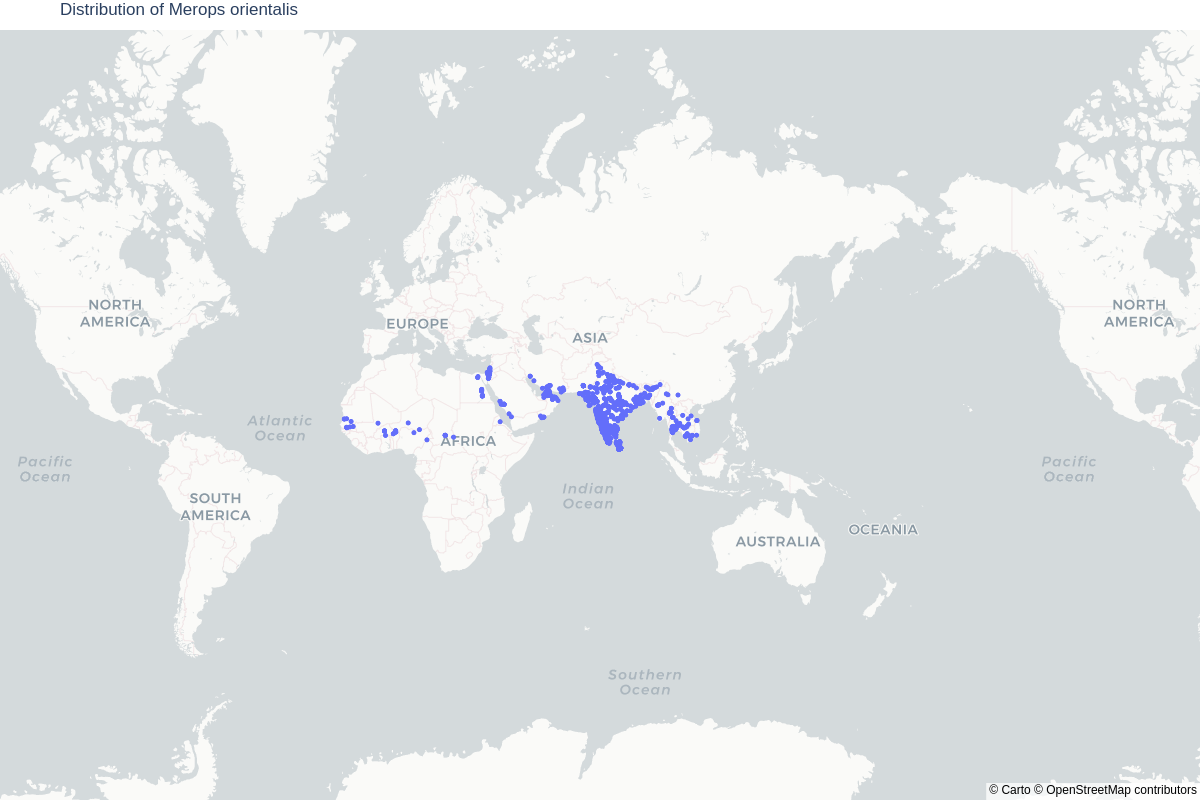 Distribution of Merops orientalis
NORTH
AMERICA
EUROPE
ASIA
NORTH
AMERICA
Atlantic
Ocean
AFRICA
Pacific
Ocean
Indian
Ocean
Pacific
Ocean
SOUTH
AMERICA
AUSTRALIA
OCEANIA
Southern
Ocean
© Carto © OpenStreetMap contributors